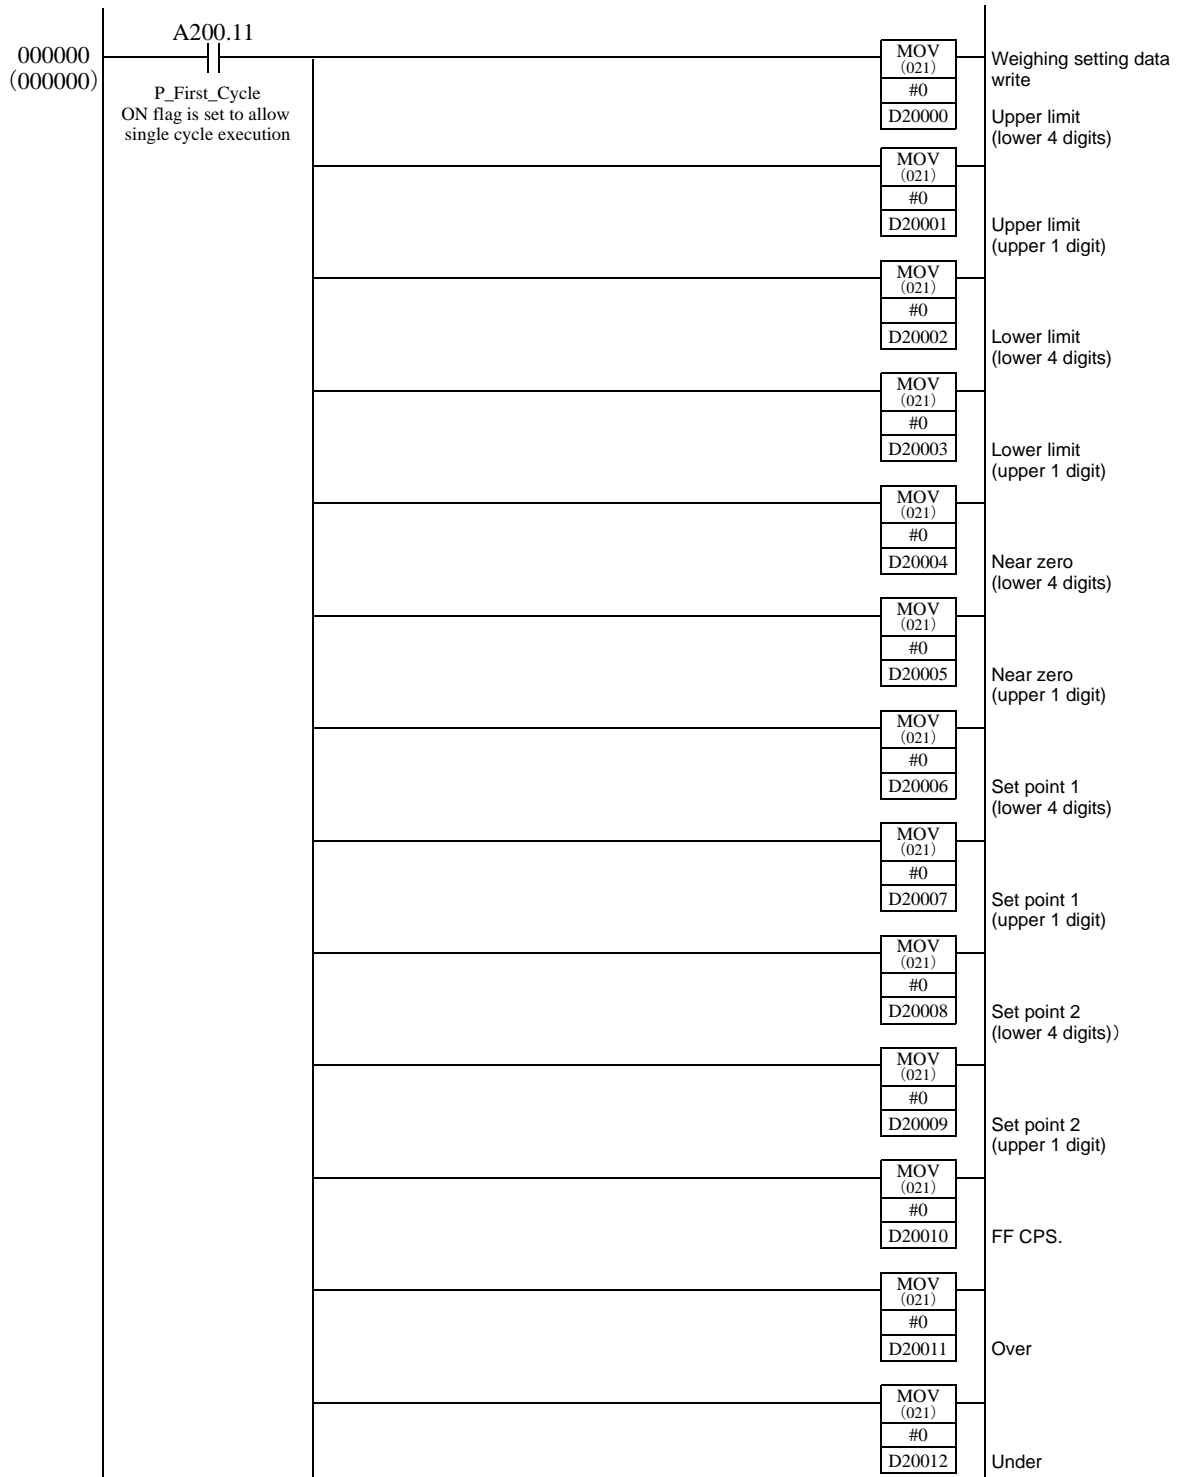 A200.11
000000
（000000）
P_First_Cycle
ON flag is set to allow
single cycle execution
MOV
（021）
#0
D20000
Weighing setting data
write
Upper limit
(lower 4 digits)
MOV
（021）
#0
D20001
Upper limit
(upper 1 digit)
MOV
（021）
#0
D20002
Lower limit
(lower 4 digits)
MOV
（021）
#0
D20003
Lower limit
(upper 1 digit)
MOV
（021）
#0
D20004
Near zero
(lower 4 digits)
MOV
（021）
#0
D20005
Near zero
(upper 1 digit)
MOV
（021）
#0
D20006
Set point 1
(lower 4 digits)
MOV
（021）
#0
D20007
Set point 1
(upper 1 digit)
MOV
（021）
#0
D20008
Set point 2
(lower 4 digits)）
MOV
（021）
#0
D20009
Set point 2
(upper 1 digit)
MOV
（021）
#0
D20010
FF CPS.
MOV
（021）
#0
D20011
Over
MOV
（021）
#0
D20012
Under